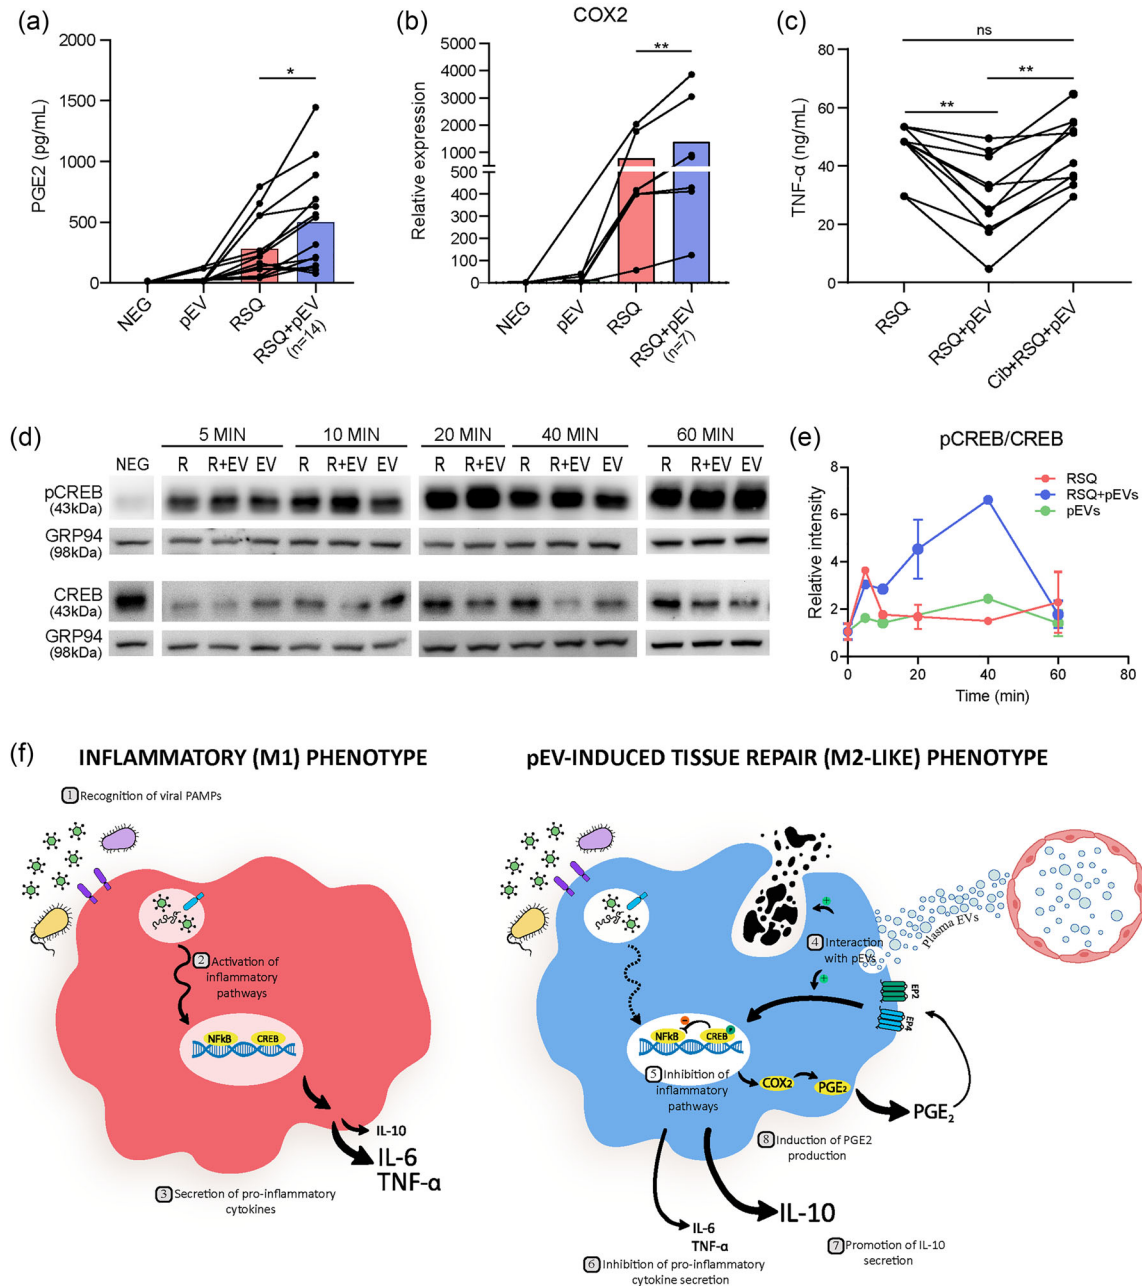 (a)
2000
1500
1000
500
0
PGE2 (pg/mL)
*
NEG
pEV
RSQ
RSQ+pEV
(n=14)
(b)
COX2
5000
4000
3000
2000
1000
500
400
300
200
100
0
Relative expression
**
NEG
pEV
RSQ
RSQ+pEV
(n=7)
(c)
80
60
40
20
0
TNF-α (ng/mL)
ns
**
**
RSQ
RSQ+pEV
Cib+RSQ+pEV
(d)
5 MIN 10 MIN 20 MIN 40 MIN 60 MIN
NEG R R+EV EV R R+EV EV R R+EV R R+EV EV R R+EV EV
pCREB
(43kDa)
GRP94
(98kDa)
CREB
(43kDa)
GRP94
(98kDa)
(e)
pCREB/CREB
8
6
4
2
0
Relative intensity
RSQ
RSQ+pEVs
pEVs
0 20 40 60 80
Time (min)
(f)
INFLAMMATORY (M1) PHENOTYPE
1 Recognition of viral PAMPs
2 Activation of
inflammatory
pathways
NFkB CREB
IL-10
IL-6
TNF-α
3 Secretion of pro-inflammatory
cytokines
pEV-INDUCED TISSUE REPAIR (M2-LIKE) PHENOTYPE
Plasma EVs
+
4 Interaction
with pEVs
+
EP2
EP4
−
P
NFkB CREB
5 Inhibition of
inflammatory
pathways
COX2
PGE₂
PGE₂
8 Induction of PGE2
production
IL-10
IL-6
TNF-α
6 Inhibition of pro-inflammatory
cytokine secretion
7 Promotion of IL-10
secretion